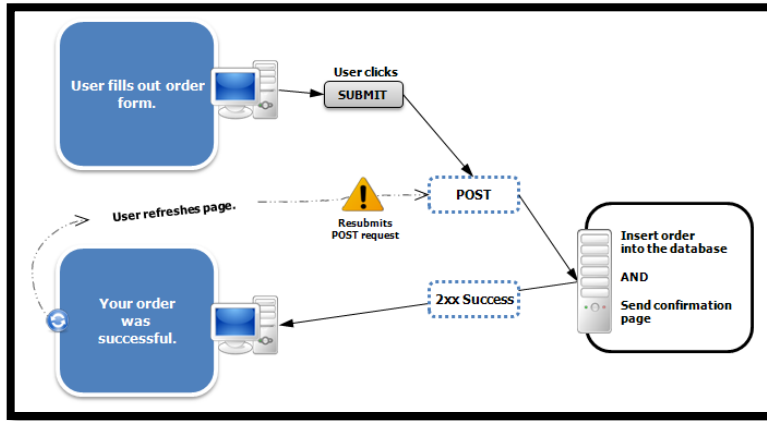 User fills out order
form.
User clicks
SUBMIT
POST
User refreshes page.
Resubmits
POST request
Insert order
into the database
AND
Send confirmation
page
2xx Success
Your order
was
successful.